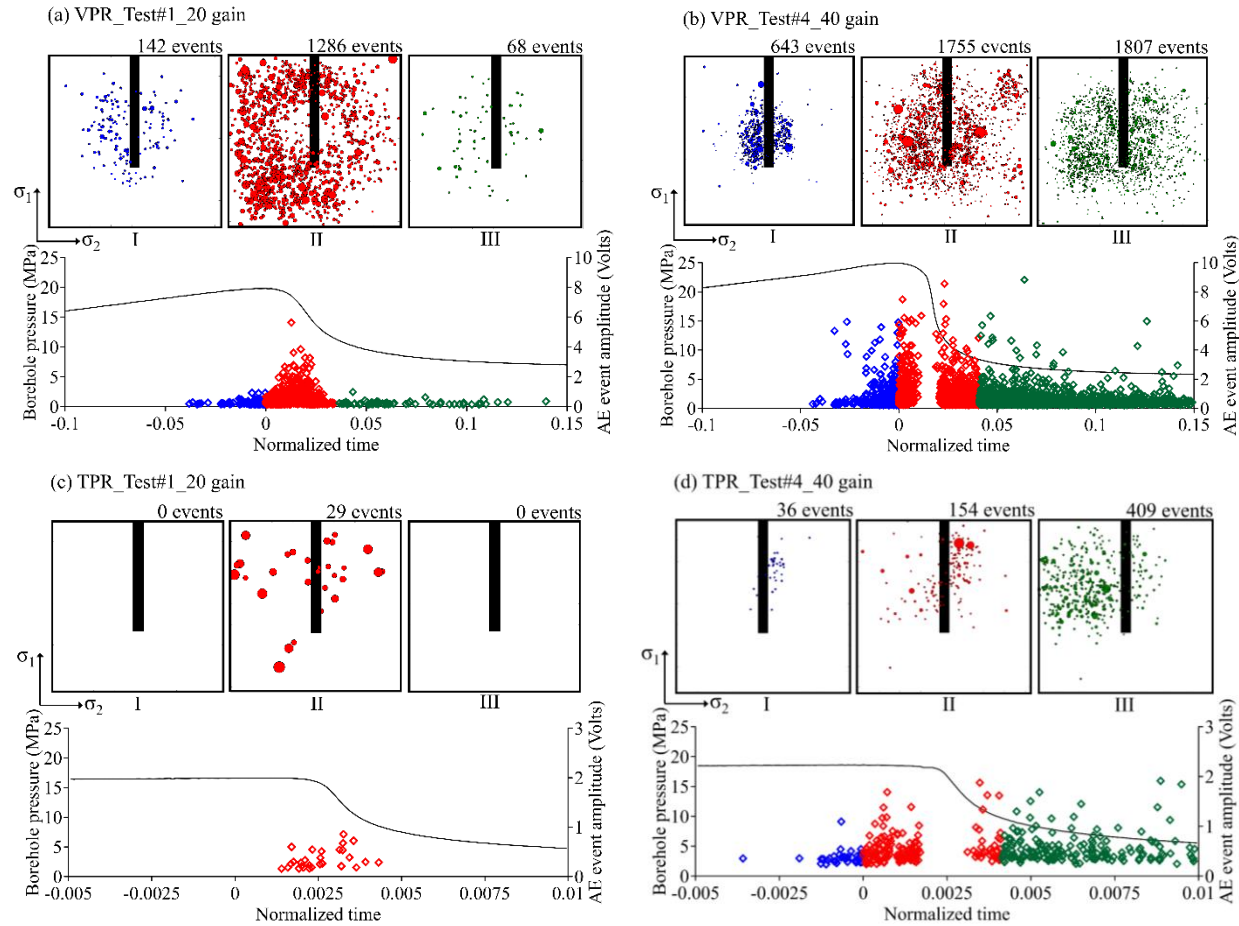 (a) VPR_Test#1_20 gain
142 events
1286 events
68 events
σ1
σ2
I
II
III
Borehole pressure (MPa)
25
20
15
10
5
0
10
8
6
4
2
0
AE event amplitude (Volts)
-0.1
-0.05
0
0.05
0.1
0.15
Normalized time
(b) VPR_Test#4_40 gain
643 events
1755 events
1807 events
σ1
σ2
I
II
III
Borehole pressure (MPa)
25
20
15
10
5
0
10
8
6
4
2
0
AE event amplitude (Volts)
-0.1
-0.05
0
0.05
0.1
0.15
Normalized time
(c) TPR_Test#1_20 gain
0 events
29 events
0 events
σ1
σ2
I
II
III
Borehole pressure (MPa)
25
20
15
10
5
0
3
2
1
0
AE event amplitude (Volts)
-0.005
-0.0025
0
0.0025
0.005
0.0075
0.01
Normalized time
(d) TPR_Test#4_40 gain
36 events
154 events
409 events
σ1
σ2
I
II
III
Borehole pressure (MPa)
25
20
15
10
5
0
3
2
1
0
AE event amplitude (Volts)
-0.005
-0.0025
0
0.0025
0.005
0.0075
0.01
Normalized time